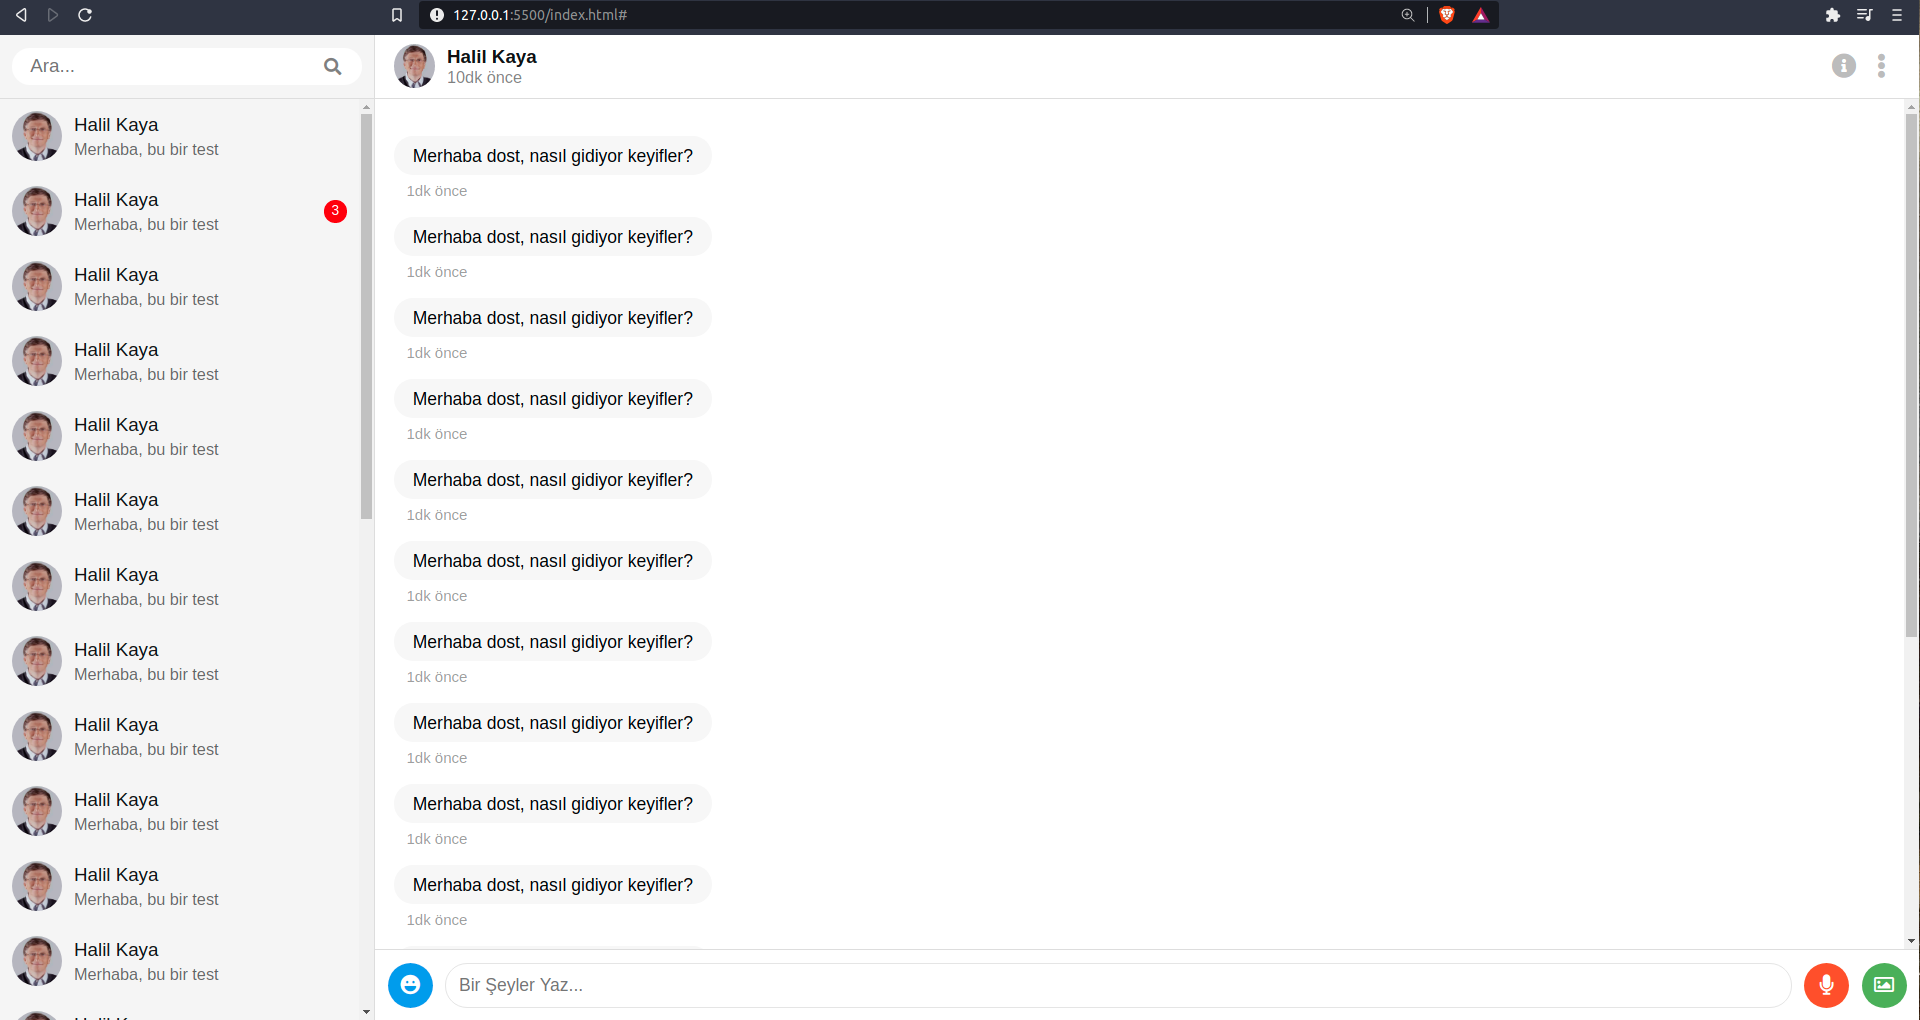 127.0.0.1:5500/index.html#
Ara...
Halil Kaya
Merhaba, bu bir test
Halil Kaya
Merhaba, bu bir test
3
Halil Kaya
Merhaba, bu bir test
Halil Kaya
Merhaba, bu bir test
Halil Kaya
Merhaba, bu bir test
Halil Kaya
Merhaba, bu bir test
Halil Kaya
Merhaba, bu bir test
Halil Kaya
Merhaba, bu bir test
Halil Kaya
Merhaba, bu bir test
Halil Kaya
Merhaba, bu bir test
Halil Kaya
Merhaba, bu bir test
Halil Kaya
Merhaba, bu bir test
Halil Kaya
10dk önce
Merhaba dost, nasıl gidiyor keyifler?
1dk önce
Merhaba dost, nasıl gidiyor keyifler?
1dk önce
Merhaba dost, nasıl gidiyor keyifler?
1dk önce
Merhaba dost, nasıl gidiyor keyifler?
1dk önce
Merhaba dost, nasıl gidiyor keyifler?
1dk önce
Merhaba dost, nasıl gidiyor keyifler?
1dk önce
Merhaba dost, nasıl gidiyor keyifler?
1dk önce
Merhaba dost, nasıl gidiyor keyifler?
1dk önce
Merhaba dost, nasıl gidiyor keyifler?
1dk önce
Merhaba dost, nasıl gidiyor keyifler?
1dk önce
Bir Şeyler Yaz...